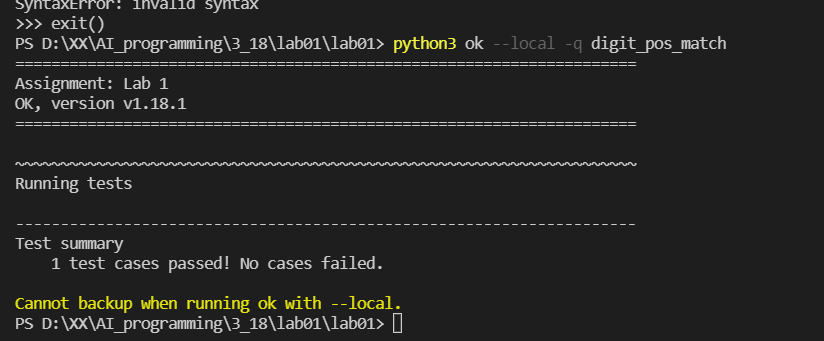 SyntaxError: invalid syntax
>>> exit()
PS D:\XX\AI_programming\3_18\lab01\lab01> python3 ok --local -q digit_pos_match
=====================================================================
Assignment: Lab 1
OK, version v1.18.1
=====================================================================
~~~~~~~~~~~~~~~~~~~~~~~~~~~~~~~~~~~~~~~~~~~~~~~~~~~~~~~~~~~~~~~~~~~~~
Running tests
---------------------------------------------------------------------
Test summary
    1 test cases passed! No cases failed.
Cannot backup when running ok with --local.
PS D:\XX\AI_programming\3_18\lab01\lab01>